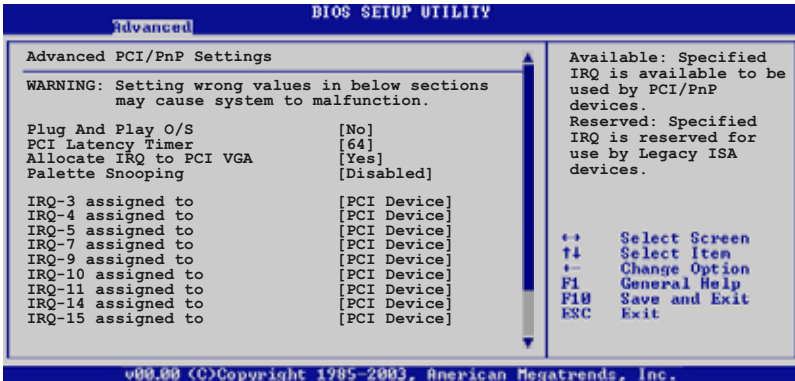 BIOS SETUP UTILITY
Advanced
Advanced PCI/PnP Settings
WARNING: Setting wrong values in below sections
may cause system to malfunction.
Plug And Play O/S [No]
PCI Latency Timer [64]
Allocate IRQ to PCI VGA [Yes]
Palette Snooping [Disabled]
IRQ-3 assigned to [PCI Device]
IRQ-4 assigned to [PCI Device]
IRQ-5 assigned to [PCI Device]
IRQ-7 assigned to [PCI Device]
IRQ-9 assigned to [PCI Device]
IRQ-10 assigned to [PCI Device]
IRQ-11 assigned to [PCI Device]
IRQ-14 assigned to [PCI Device]
IRQ-15 assigned to [PCI Device]
Available: Specified
IRQ is available to be
used by PCI/PnP
devices.
Reserved: Specified
IRQ is reserved for
use by Legacy ISA
devices.
↔ Select Screen
↑↓ Select Item
+- Change Option
F1 General Help
F10 Save and Exit
ESC Exit
v00.00 (C)Copyright 1985-2003, American Megatrends, Inc.